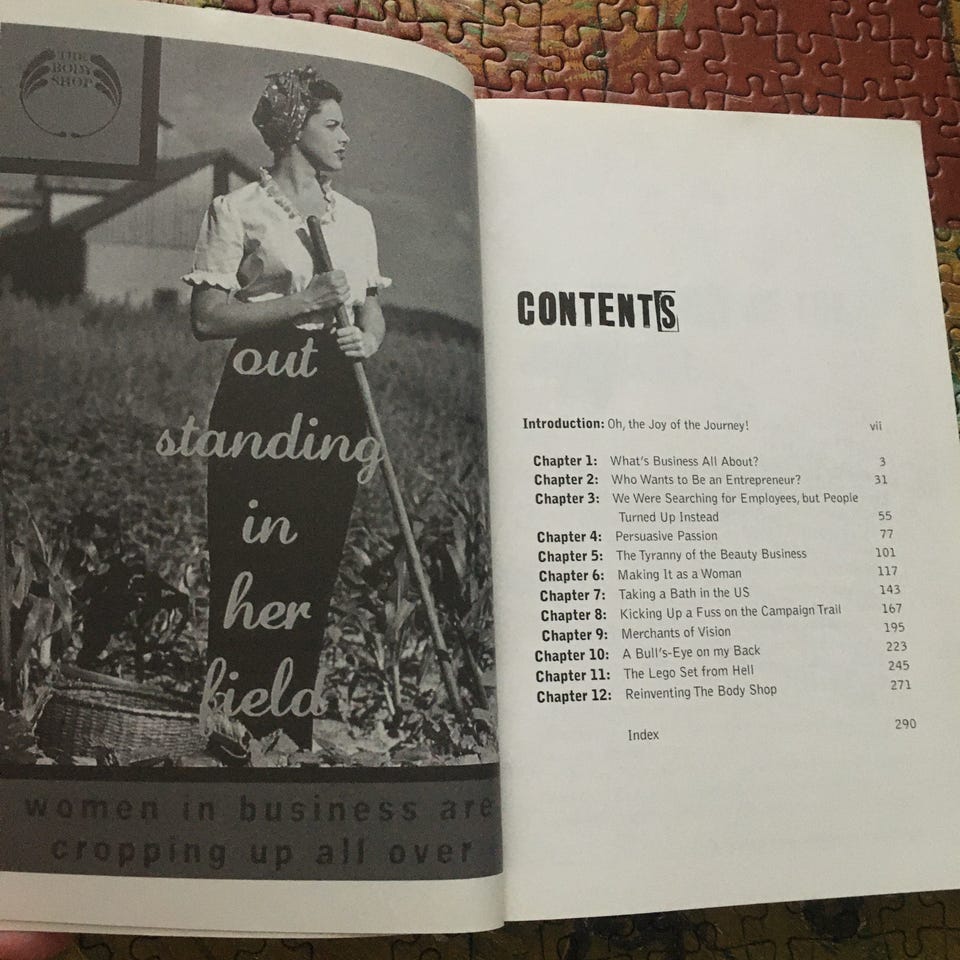 THE
BODY
SHOP
out
standing
in
her
field
women in business are
cropping up all over
CONTENTS
Introduction: Oh, the Joy of the Journey! vii
Chapter 1: What's Business All About? 3
Chapter 2: Who Wants to Be an Entrepreneur? 31
Chapter 3: We Were Searching for Employees, but People
Turned Up Instead 55
Chapter 4: Persuasive Passion 77
Chapter 5: The Tyranny of the Beauty Business 101
Chapter 6: Making It as a Woman 117
Chapter 7: Taking a Bath in the US 143
Chapter 8: Kicking Up a Fuss on the Campaign Trail 167
Chapter 9: Merchants of Vision 195
Chapter 10: A Bull's-Eye on my Back 223
Chapter 11: The Lego Set from Hell 245
Chapter 12: Reinventing The Body Shop 271
Index 290